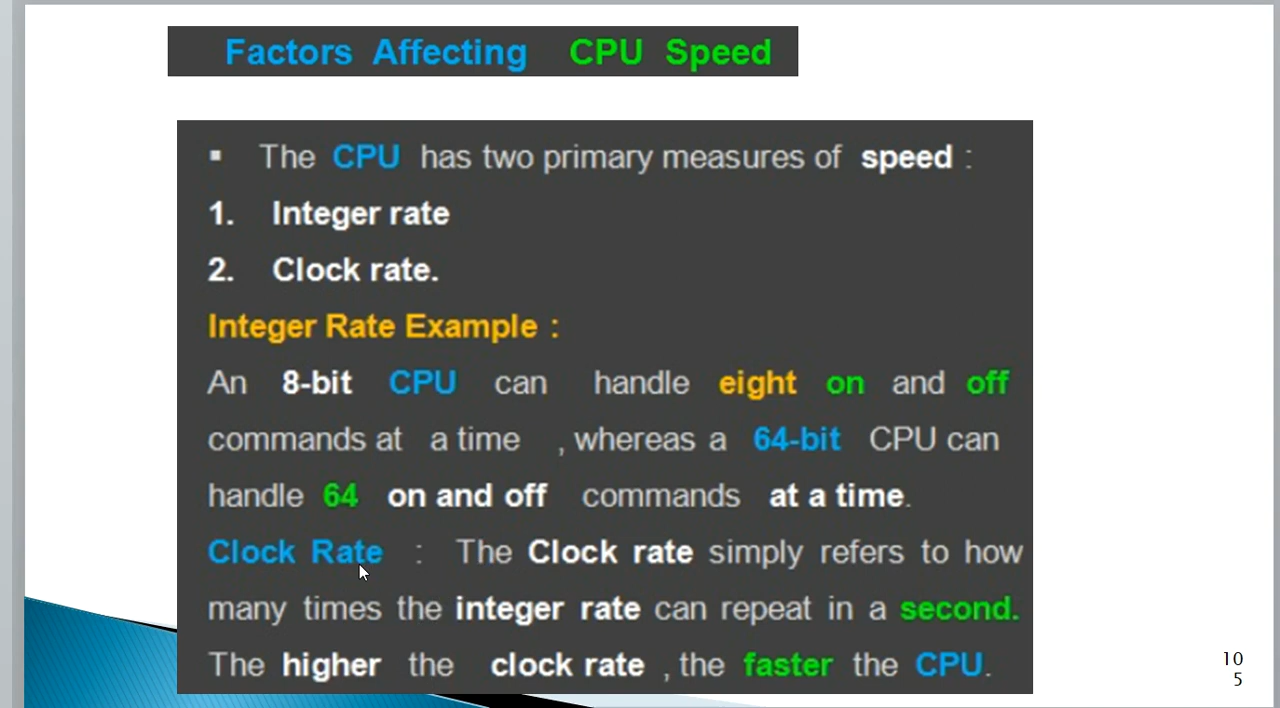 Factors Affecting CPU Speed
▪ The CPU has two primary measures of speed :
1. Integer rate
2. Clock rate.
Integer Rate Example :
An 8-bit CPU can handle eight on and off
commands at a time , whereas a 64-bit CPU can
handle 64 on and off commands at a time.
Clock Rate : The Clock rate simply refers to how
many times the integer rate can repeat in a second.
The higher the clock rate , the faster the CPU.
10
5